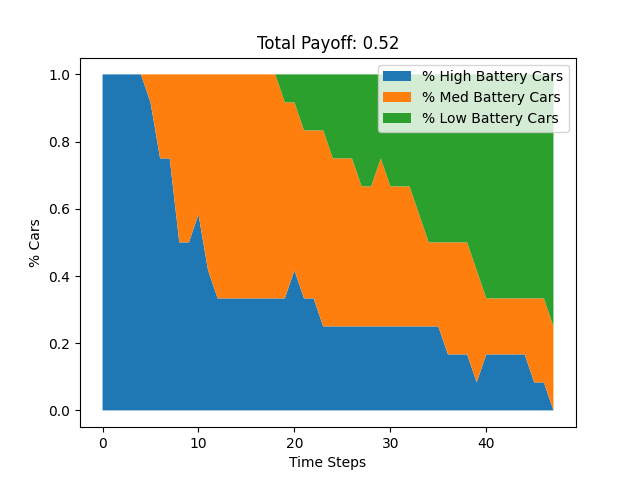 Total Payoff: 0.52
% High Battery Cars
% Med Battery Cars
% Low Battery Cars
1.0
0.8
0.6
0.4
0.2
0.0
% Cars
0 10 20 30 40
Time Steps